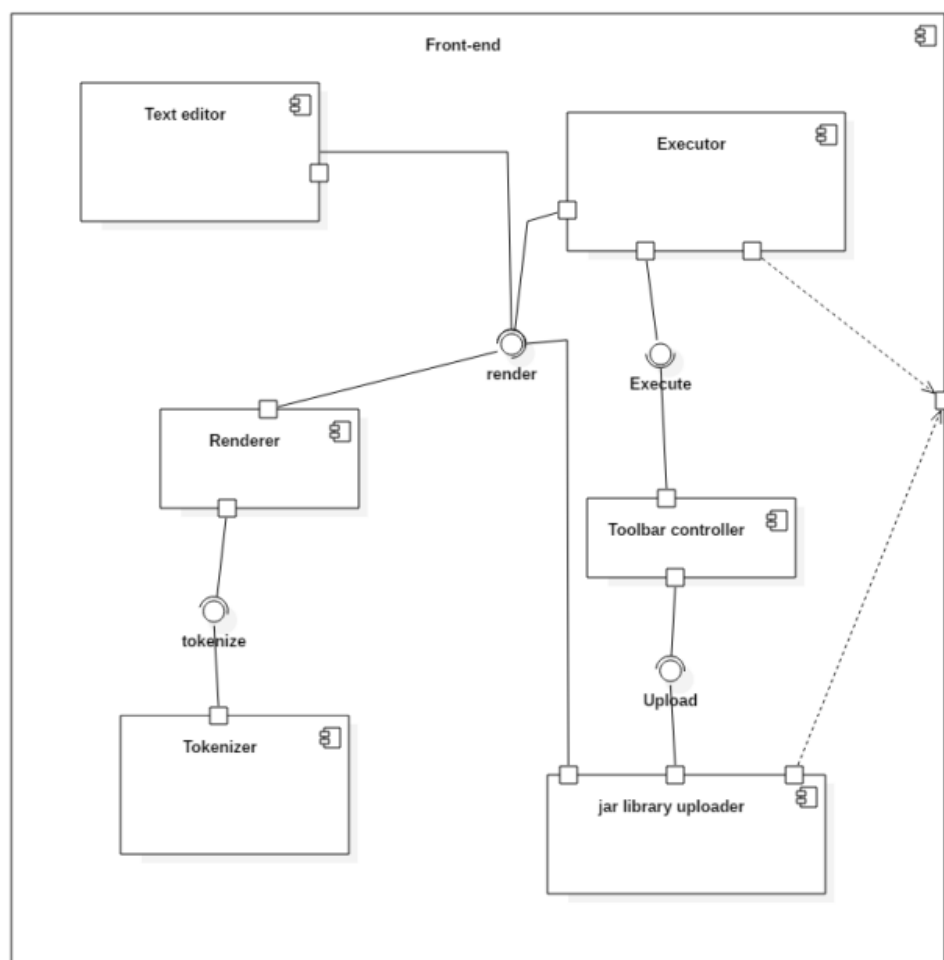 Front-end
Text editor
Executor
render
Execute
Renderer
Toolbar controller
tokenize
Upload
Tokenizer
jar library uploader